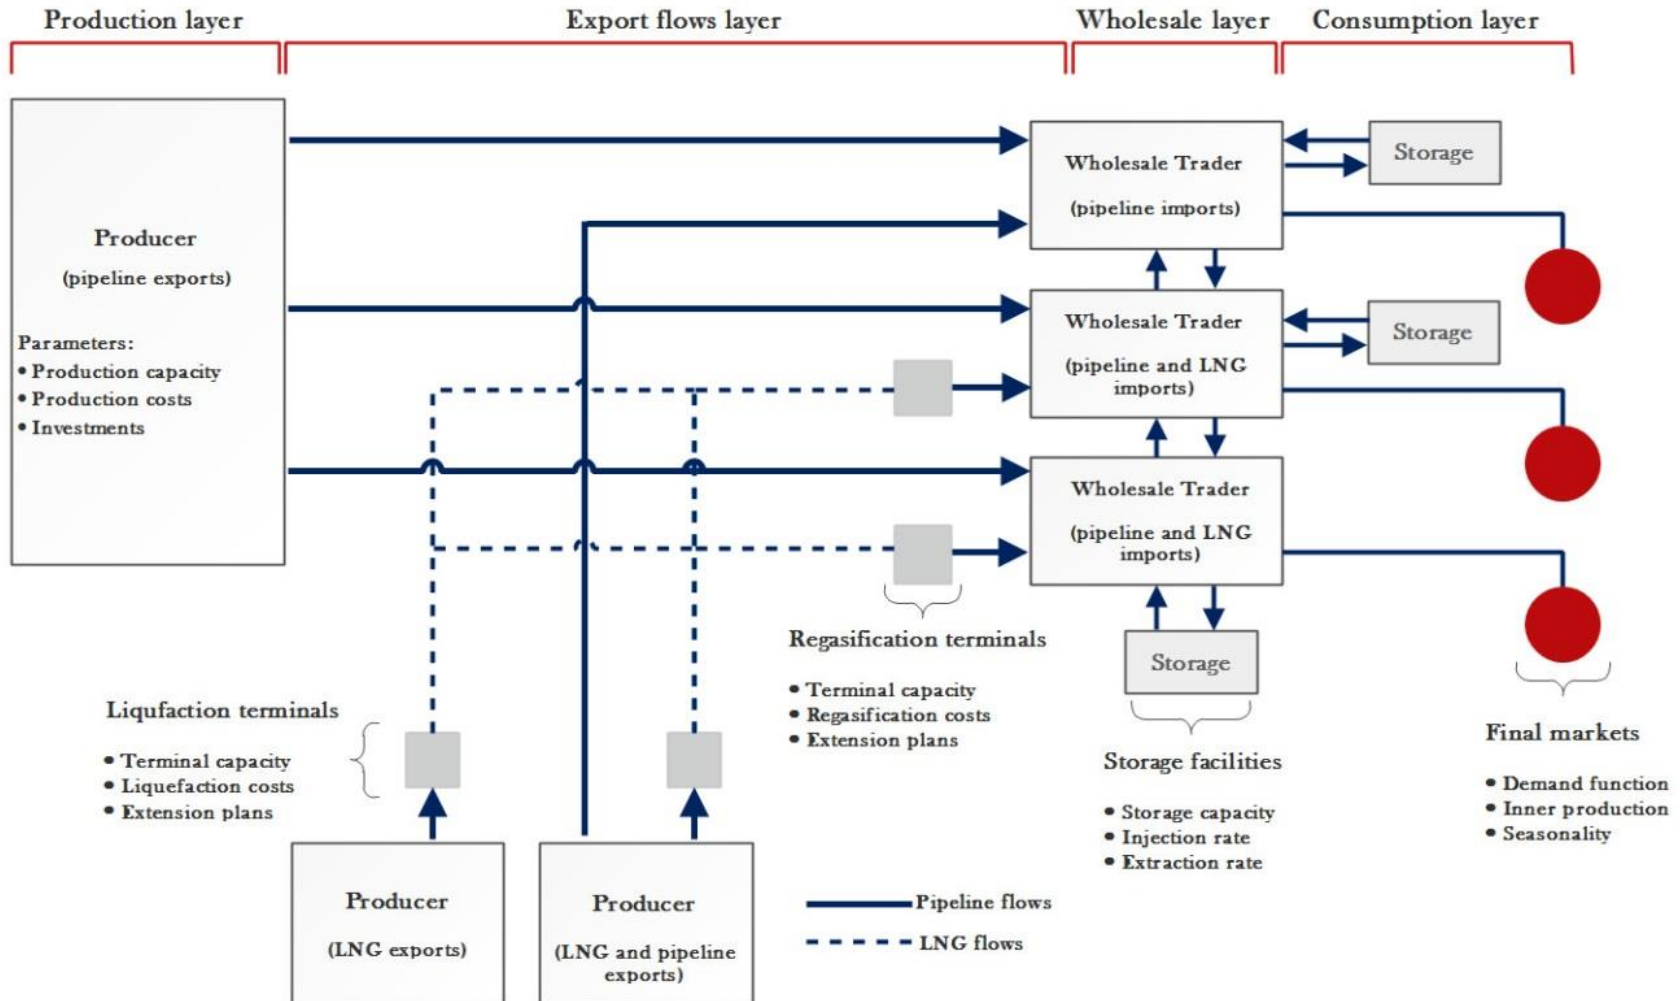 Production layer
Export flows layer
Wholesale layer
Consumption layer
Producer
(pipeline exports)
Parameters:
• Production capacity
• Production costs
• Investments
Wholesale Trader
(pipeline imports)
Storage
Wholesale Trader
(pipeline and LNG
imports)
Storage
Wholesale Trader
(pipeline and LNG
imports)
Storage
Regasification terminals
• Terminal capacity
• Regasification costs
• Extension plans
Liqufaction terminals
• Terminal capacity
• Liquefaction costs
• Extension plans
Storage facilities
• Storage capacity
• Injection rate
• Extraction rate
Final markets
• Demand function
• Inner production
• Seasonality
Producer
(LNG exports)
Producer
(LNG and pipeline
exports)
Pipeline flows
LNG flows